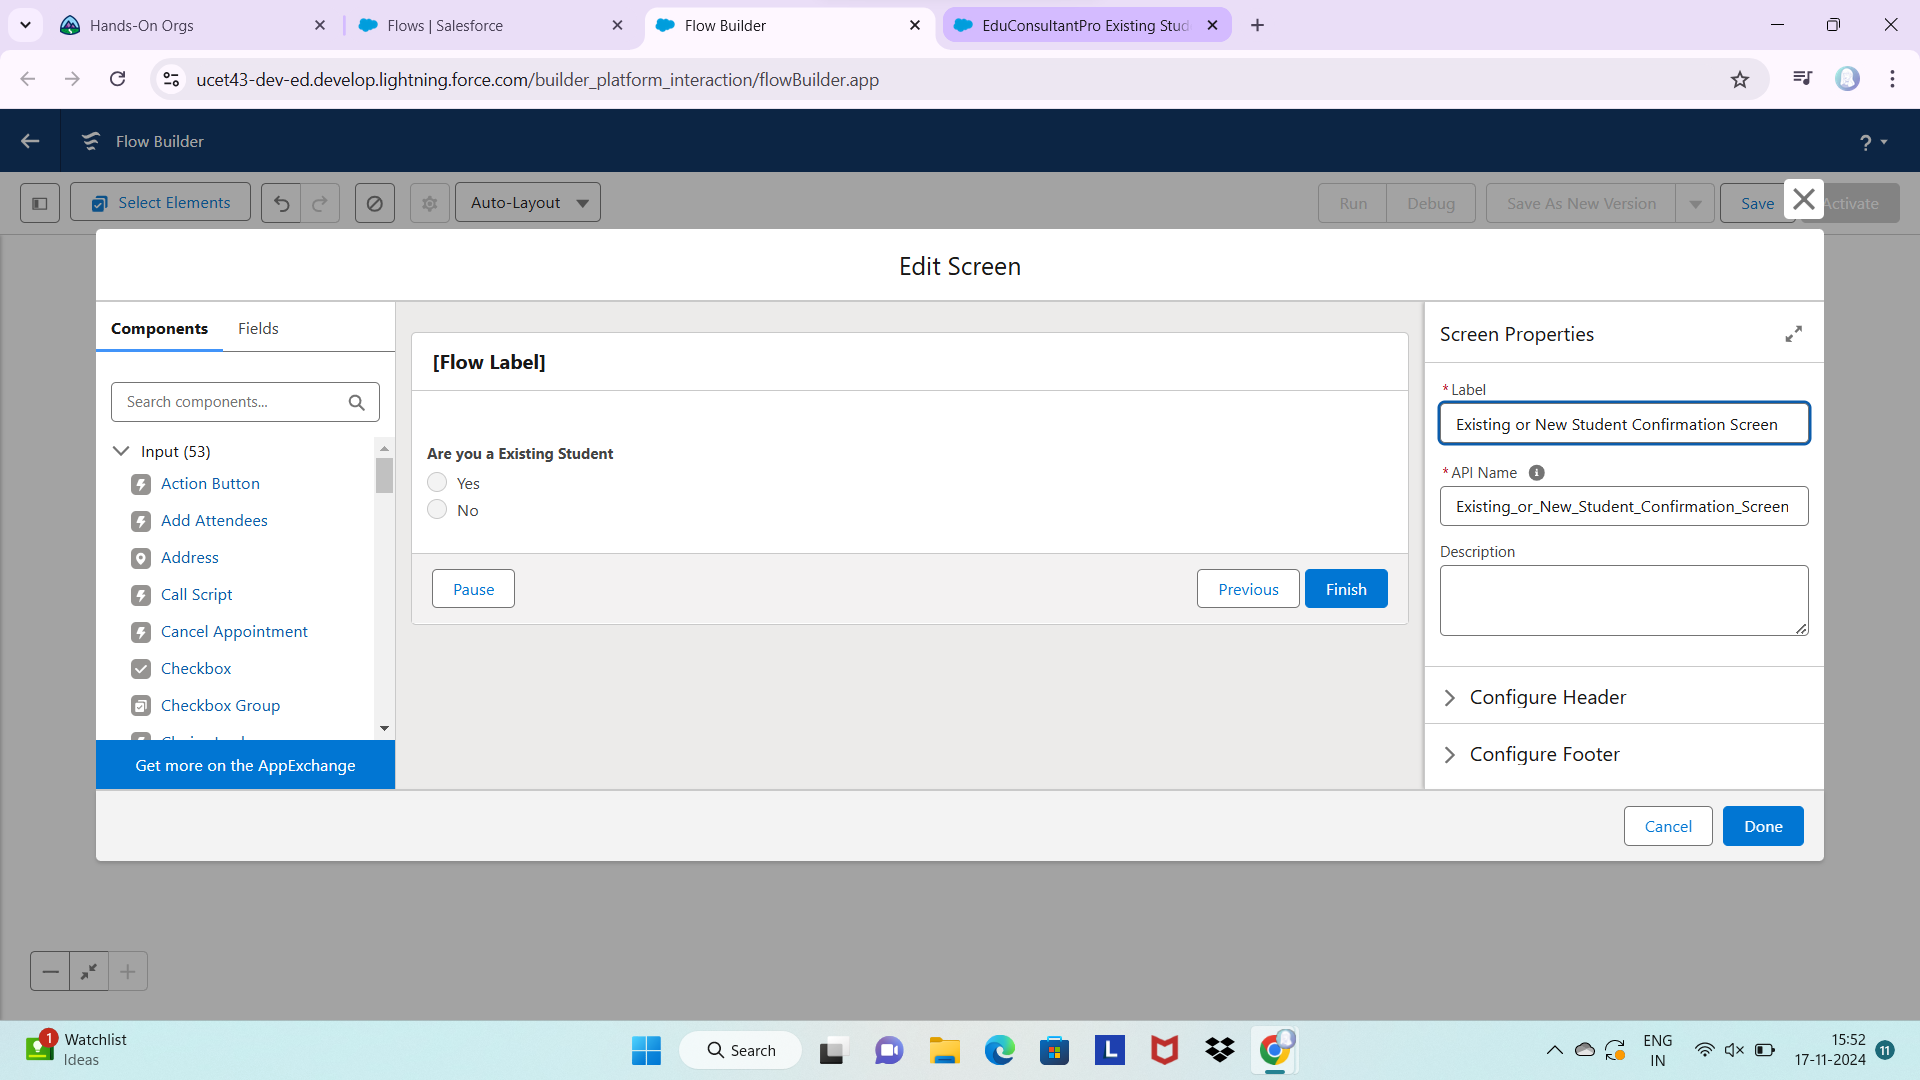 Hands-On Orgs
Flows | Salesforce
Flow Builder
EduConsultantPro Existing Stud
ucet43-dev-ed.develop.lightning.force.com/builder_platform_interaction/flowBuilder.app
Flow Builder
?
Select Elements
Auto-Layout
Run
Debug
Save As New Version
Save
Activate
Edit Screen
Components
Fields
Search components...
Input (53)
Action Button
Add Attendees
Address
Call Script
Cancel Appointment
Checkbox
Checkbox Group
Get more on the AppExchange
[Flow Label]
Are you a Existing Student
Yes
No
Pause
Previous
Finish
Screen Properties
* Label
Existing or New Student Confirmation Screen
* API Name
Existing_or_New_Student_Confirmation_Screen
Description
Configure Header
Configure Footer
Cancel
Done
1
Watchlist
Ideas
Search
L
ENG
IN
15:52
17-11-2024
11